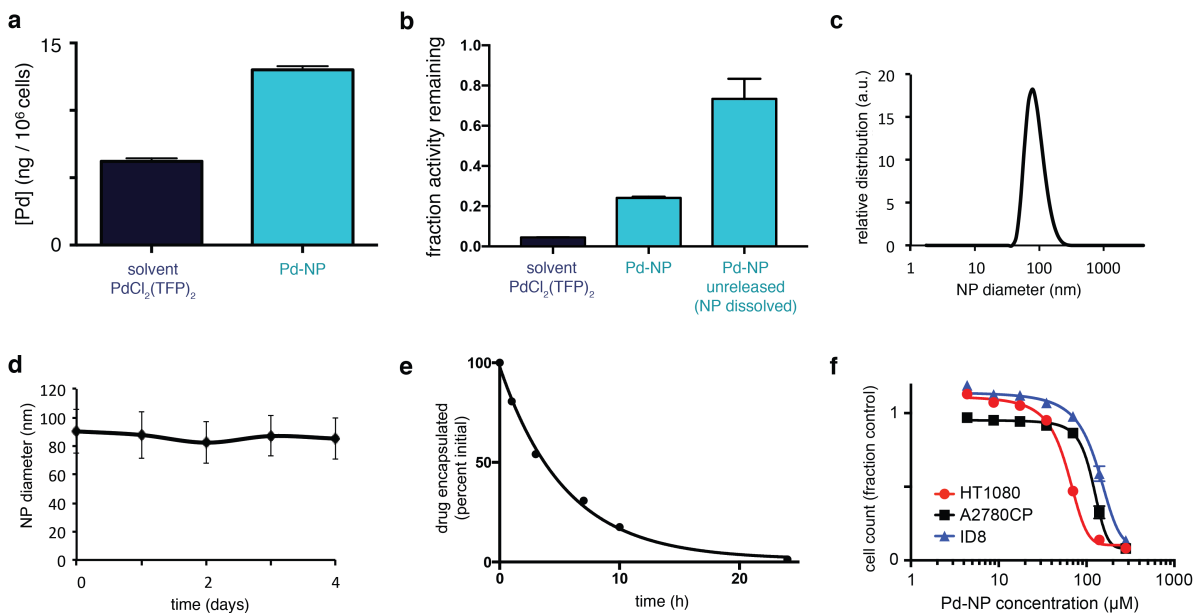 a
[Pd] (ng / 10⁶ cells)
15
0
solvent
PdCl₂(TFP)₂
Pd-NP
b
fraction activity remaining
1.0
0.8
0.6
0.4
0.2
0.0
solvent
PdCl₂(TFP)₂
Pd-NP
Pd-NP
unreleased
(NP dissolved)
c
relative distribution (a.u.)
20
15
10
5
0
1
10
100
1000
NP diameter (nm)
d
NP diameter (nm)
120
100
80
60
40
20
0
0
2
4
time (days)
e
drug encapsulated
(percent initial)
100
50
0
0
10
20
time (h)
f
cell count (fraction control)
1
0
HT1080
A2780CP
ID8
1
10
100
1000
Pd-NP concentration (µM)